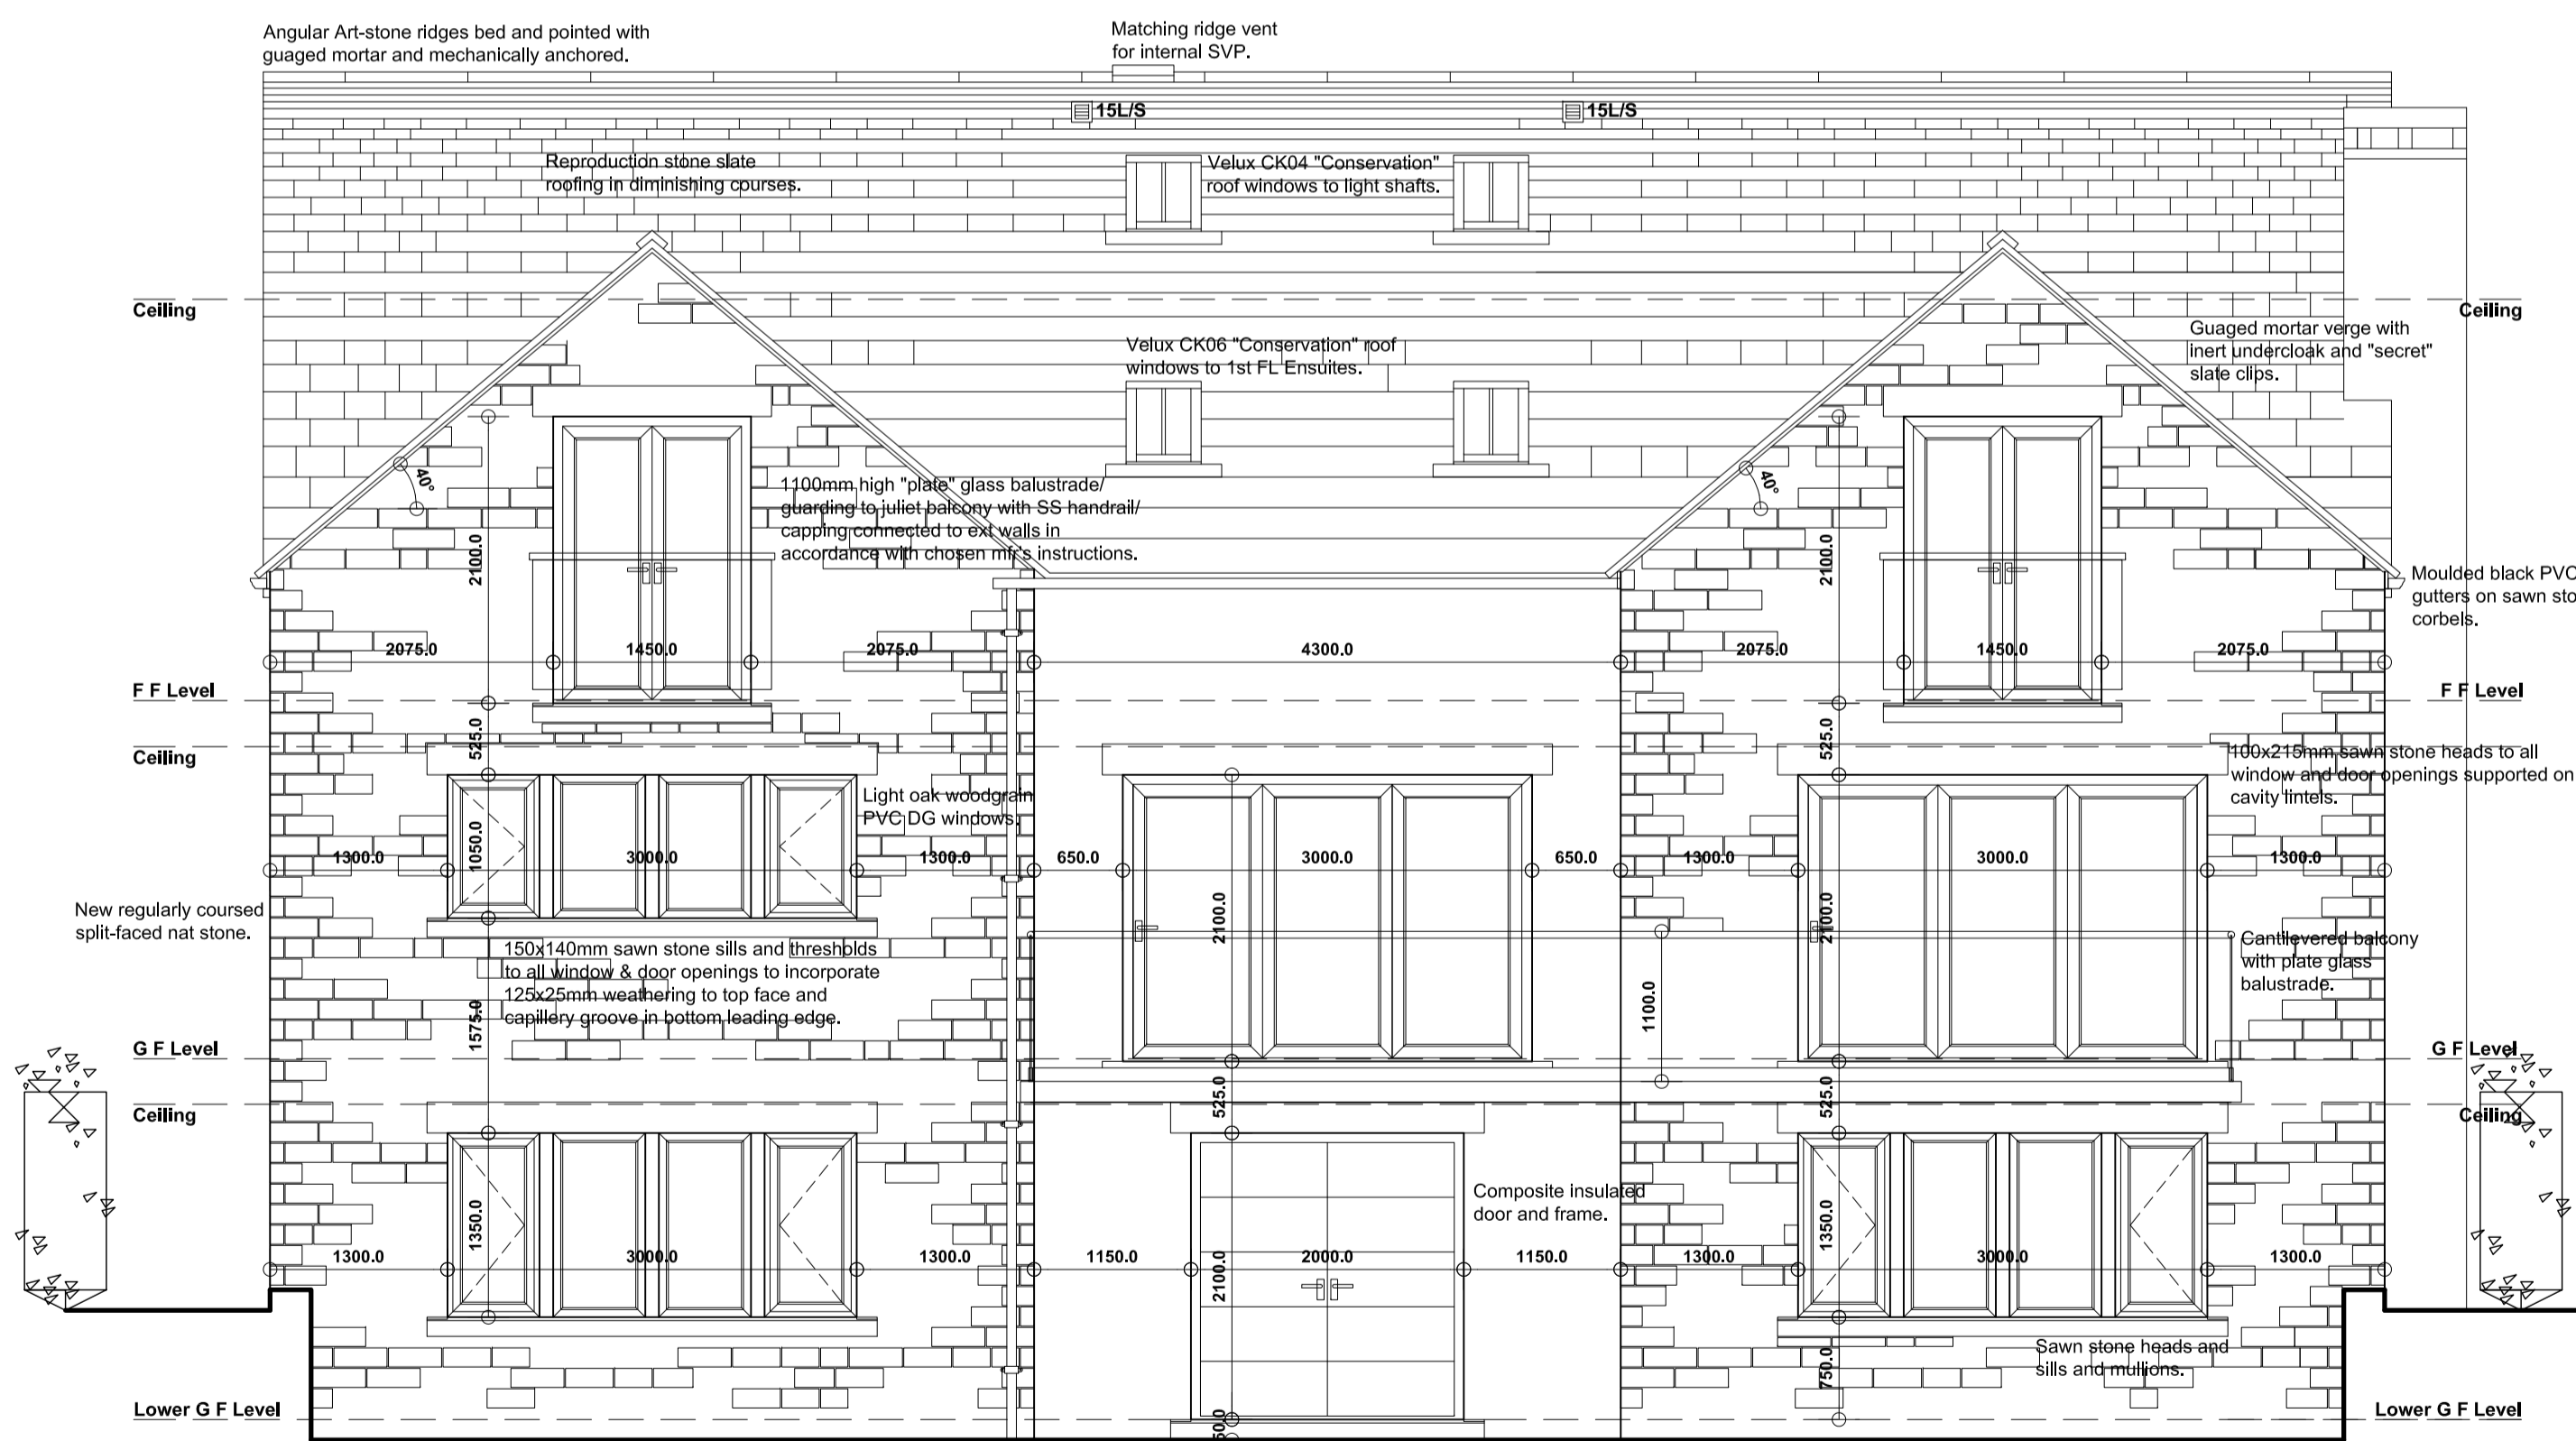 Angular Art-stone ridges bed and pointed with
guaged mortar and mechanically anchored.
Matching ridge vent
for internal SVP.
15L/S
15L/S
Reproduction stone slate
roofing in diminishing courses.
Velux CK04 "Conservation"
roof windows to light shafts.
Ceiling
Ceiling
Guaged mortar verge with
inert undercloak and "secret"
slate clips.
Velux CK06 "Conservation" roof
windows to 1st FL Ensuites.
40°
40°
1100mm high "plate" glass balustrade/
guarding to juliet balcony with SS handrail/
capping connected to ext walls in
accordance with chosen mfr's instructions.
2100.0
2100.0
Moulded black PVC
gutters on sawn sto
corbels.
2075.0
1450.0
2075.0
4300.0
2075.0
1450.0
2075.0
F F Level
F F Level
525.0
525.0
Ceiling
100x215mm sawn stone heads to all
window and door openings supported on
cavity lintels.
Light oak woodgrain
PVC DG windows.
1050.0
1300.0
3000.0
1300.0
650.0
3000.0
650.0
1300.0
3000.0
1300.0
2100.0
2100.0
New regularly coursed
split-faced nat stone.
150x140mm sawn stone sills and thresholds
to all window & door openings to incorporate
125x25mm weathering to top face and
capillery groove in bottom leading edge.
Cantilevered balcony
with plate glass
balustrade.
1575.0
1100.0
G F Level
G F Level
525.0
525.0
Ceiling
Ceiling
Composite insulated
door and frame.
1350.0
1350.0
1300.0
3000.0
1300.0
1150.0
2000.0
1150.0
1300.0
3000.0
1300.0
2100.0
Sawn stone heads and
sills and mullions.
750.0
Lower G F Level
Lower G F Level